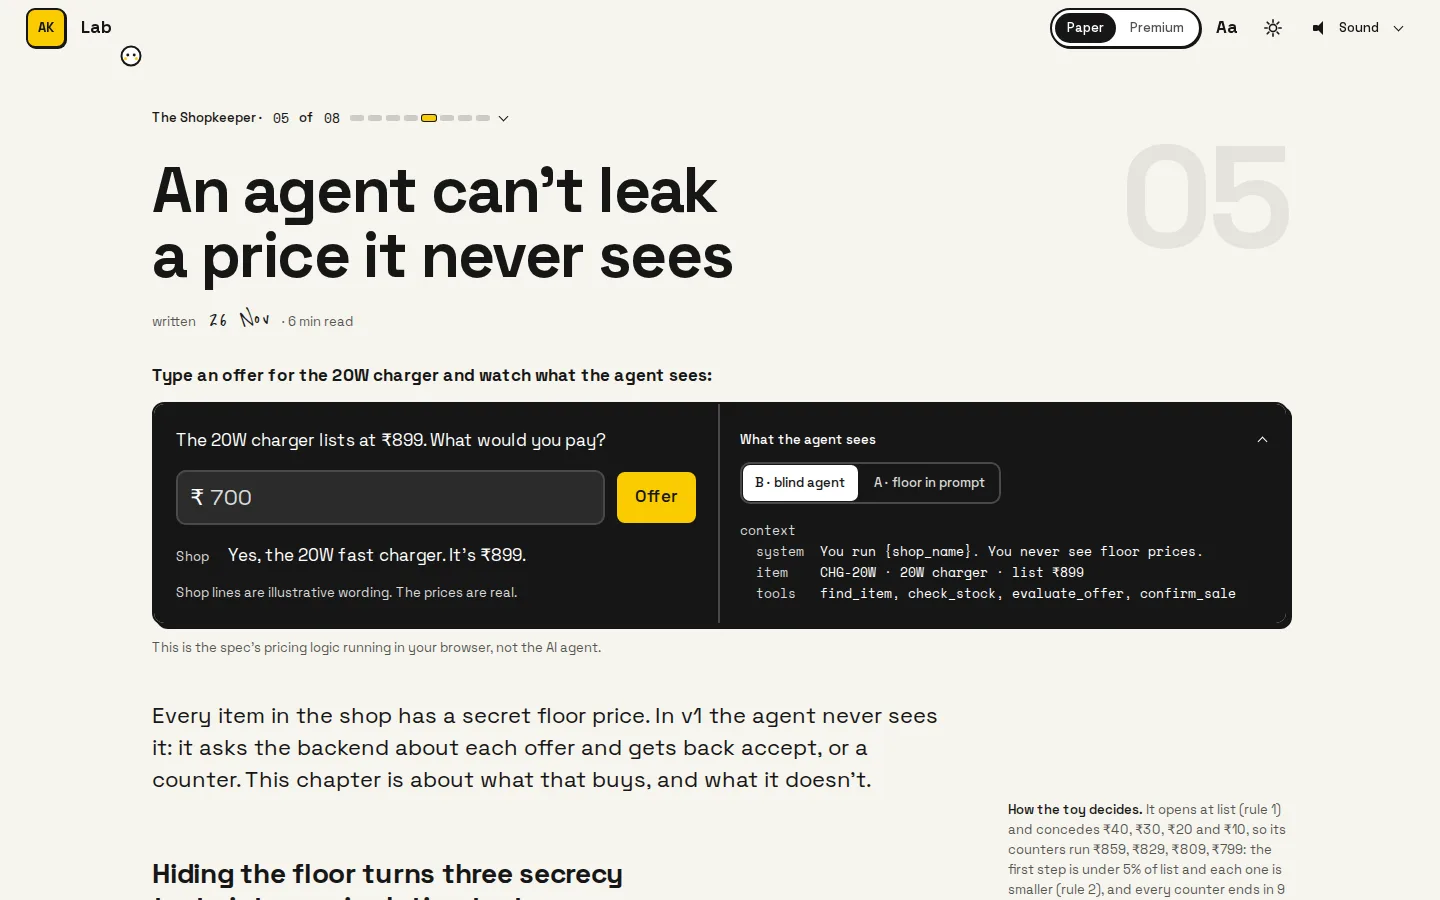 AK Lab
Paper Premium Aa Sound
The Shopkeeper · 05 of 08
05
An agent can’t leak
a price it never sees
written 26 Nov · 6 min read
Type an offer for the 20W charger and watch what the agent sees:
The 20W charger lists at ₹899. What would you pay?
₹ 700 Offer
Shop Yes, the 20W fast charger. It’s ₹899.
Shop lines are illustrative wording. The prices are real.
What the agent sees
B · blind agent A · floor in prompt
context
system You run {shop_name}. You never see floor prices.
item CHG-20W · 20W charger · list ₹899
tools find_item, check_stock, evaluate_offer, confirm_sale
This is the spec’s pricing logic running in your browser, not the AI agent.
Every item in the shop has a secret floor price. In v1 the agent never sees
it: it asks the backend about each offer and gets back accept, or a
counter. This chapter is about what that buys, and what it doesn’t.
How the toy decides. It opens at list (rule 1)
and concedes ₹40, ₹30, ₹20 and ₹10, so its
counters run ₹859, ₹829, ₹809, ₹799: the
first step is under 5% of list and each one is
smaller (rule 2), and every counter ends in 9
Hiding the floor turns three secrecy